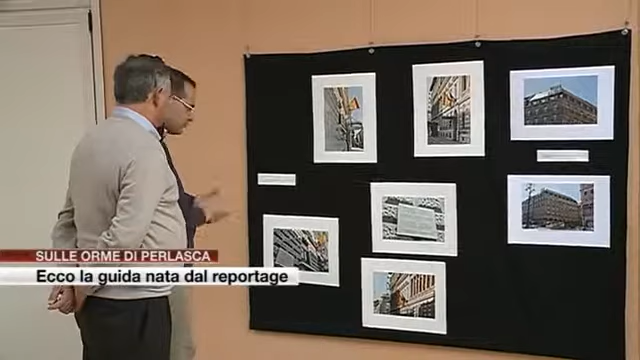 SULLE ORME DI PERLASCA
Ecco la guida nata dal reportage